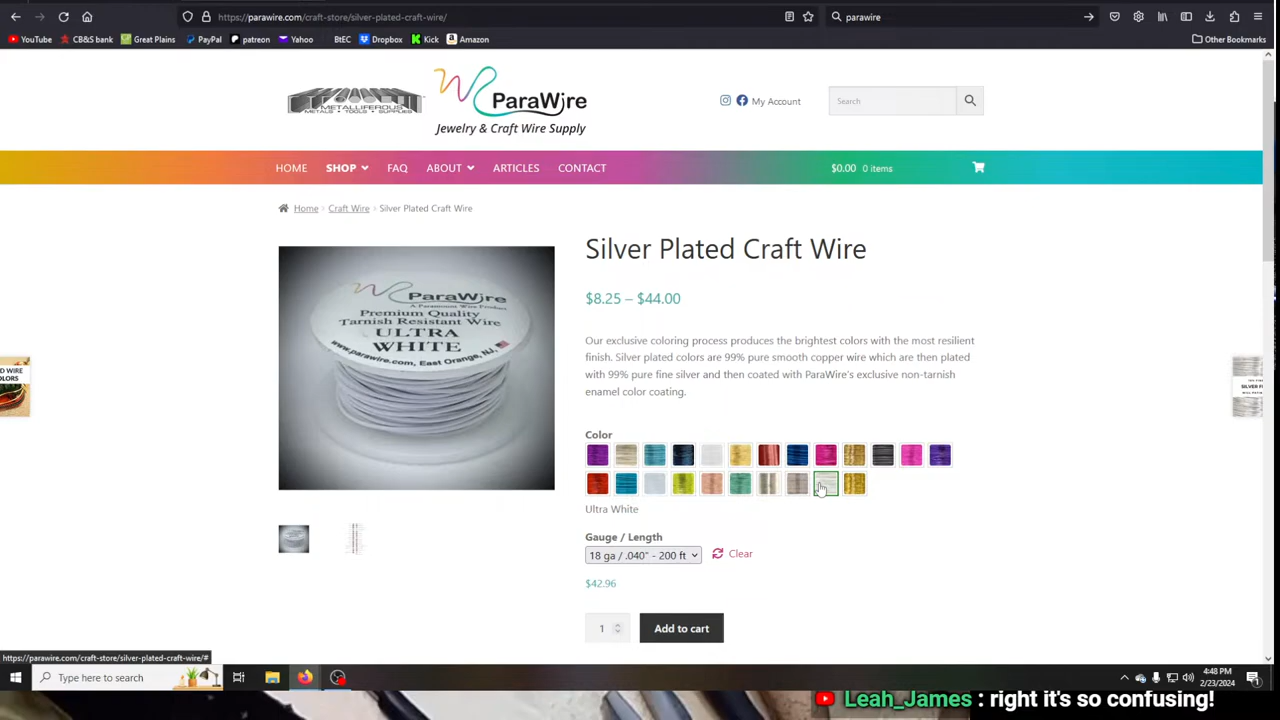 https://parawire.com/craft-store/silver-plated-craft-wire/
parawire
YouTube
CB&S bank
Great Plains
PayPal
patreon
Yahoo
BtEC
Dropbox
Kick
Amazon
Other Bookmarks
METALLIFEROUS
METALS • TOOLS • SUPPLIES
ParaWire
Jewelry & Craft Wire Supply
My Account
Search
HOME
SHOP
FAQ
ABOUT
ARTICLES
CONTACT
$0.00 0 items
Home
Craft Wire
Silver Plated Craft Wire
Silver Plated Craft Wire
$8.25 – $44.00
ParaWire
A Paramount Wire Product
Premium Quality
Tarnish Resistant Wire
ULTRA
WHITE
www.parawire.com, East Orange, NJ
Our exclusive coloring process produces the brightest colors with the most resilient
finish. Silver plated colors are 99% pure smooth copper wire which are then plated
with 99% pure fine silver and then coated with ParaWire's exclusive non-tarnish
enamel color coating.
Color
Ultra White
Gauge / Length
18 ga / .040" - 200 ft
Clear
$42.96
1
Add to cart
https://parawire.com/craft-store/silver-plated-craft-wire/#
Type here to search
4:48 PM
2/23/2024
Leah_James : right it's so confusing!